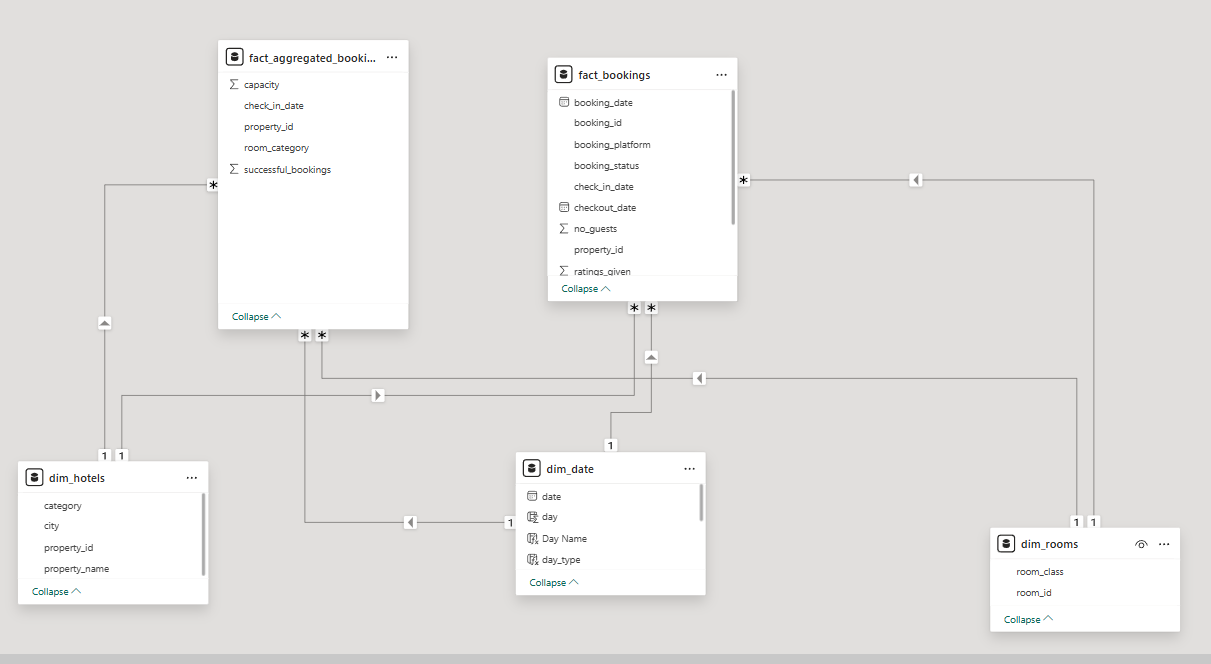 fact_aggregated_booki...
capacity
check_in_date
property_id
room_category
successful_bookings
Collapse
fact_bookings
booking_date
booking_id
booking_platform
booking_status
check_in_date
checkout_date
no_guests
property_id
ratings_given
Collapse
*
*
*
*
*
*
1
1
1
1
1
1
dim_hotels
category
city
property_id
property_name
Collapse
dim_date
date
day
Day Name
day_type
Collapse
dim_rooms
room_class
room_id
Collapse